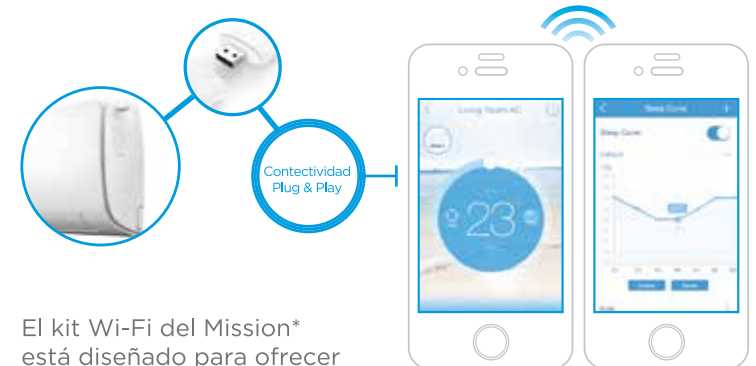 Contectividad
Plug & Play
Living Room AC
23
Sleep Curve
Sleep Curve
El kit Wi-Fi del Mission*
está diseñado para ofrecer